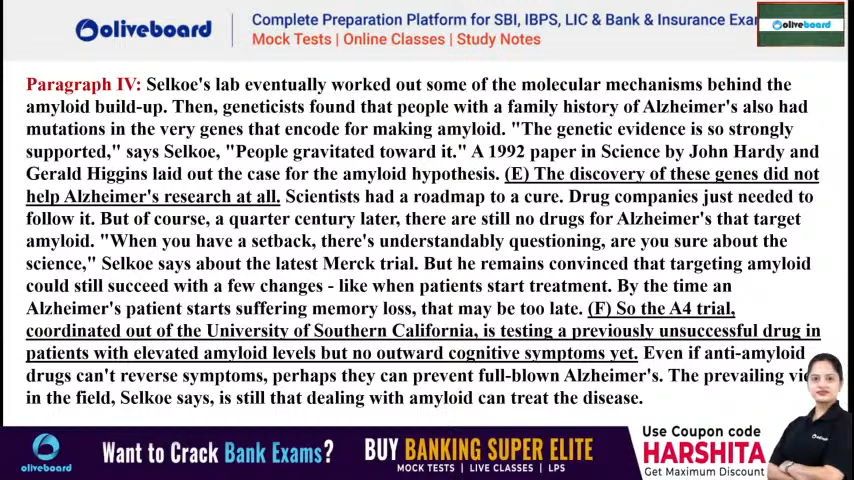 oliveboard
Complete Preparation Platform for SBI, IBPS, LIC & Bank & Insurance
Mock Tests | Online Classes | Study Notes
oliveboard
Paragraph IV: Selkoe's lab eventually worked out some of the molecular mechanisms behind the
amyloid build-up. Then, geneticists found that people with a family history of Alzheimer's also had
mutations in the very genes that encode for making amyloid. "The genetic evidence is so strongly
supported," says Selkoe, "People gravitated toward it." A 1992 paper in Science by John Hardy and
Gerald Higgins laid out the case for the amyloid hypothesis. (E) The discovery of these genes did not
help Alzheimer's research at all. Scientists had a roadmap to a cure. Drug companies just needed to
follow it. But of course, a quarter century later, there are still no drugs for Alzheimer's that target
amyloid. "When you have a setback, there's understandably questioning, are you sure about the
science," Selkoe says about the latest Merck trial. But he remains convinced that targeting amyloid
could still succeed with a few changes - like when patients start treatment. By the time an
Alzheimer's patient starts suffering memory loss, that may be too late. (F) So the A4 trial,
coordinated out of the University of Southern California, is testing a previously unsuccessful drug in
patients with elevated amyloid levels but no outward cognitive symptoms yet. Even if anti-amyloid
drugs can't reverse symptoms, perhaps they can prevent full-blown Alzheimer's. The prevailing
in the field, Selkoe says, is still that dealing with amyloid can treat the disease.
oliveboard
Want to Crack Bank Exams?
BUY BANKING SUPER ELITE
MOCK TESTS | LIVE CLASSES | LPS
Use Coupon code
HARSHITA
Get Maximum Discount